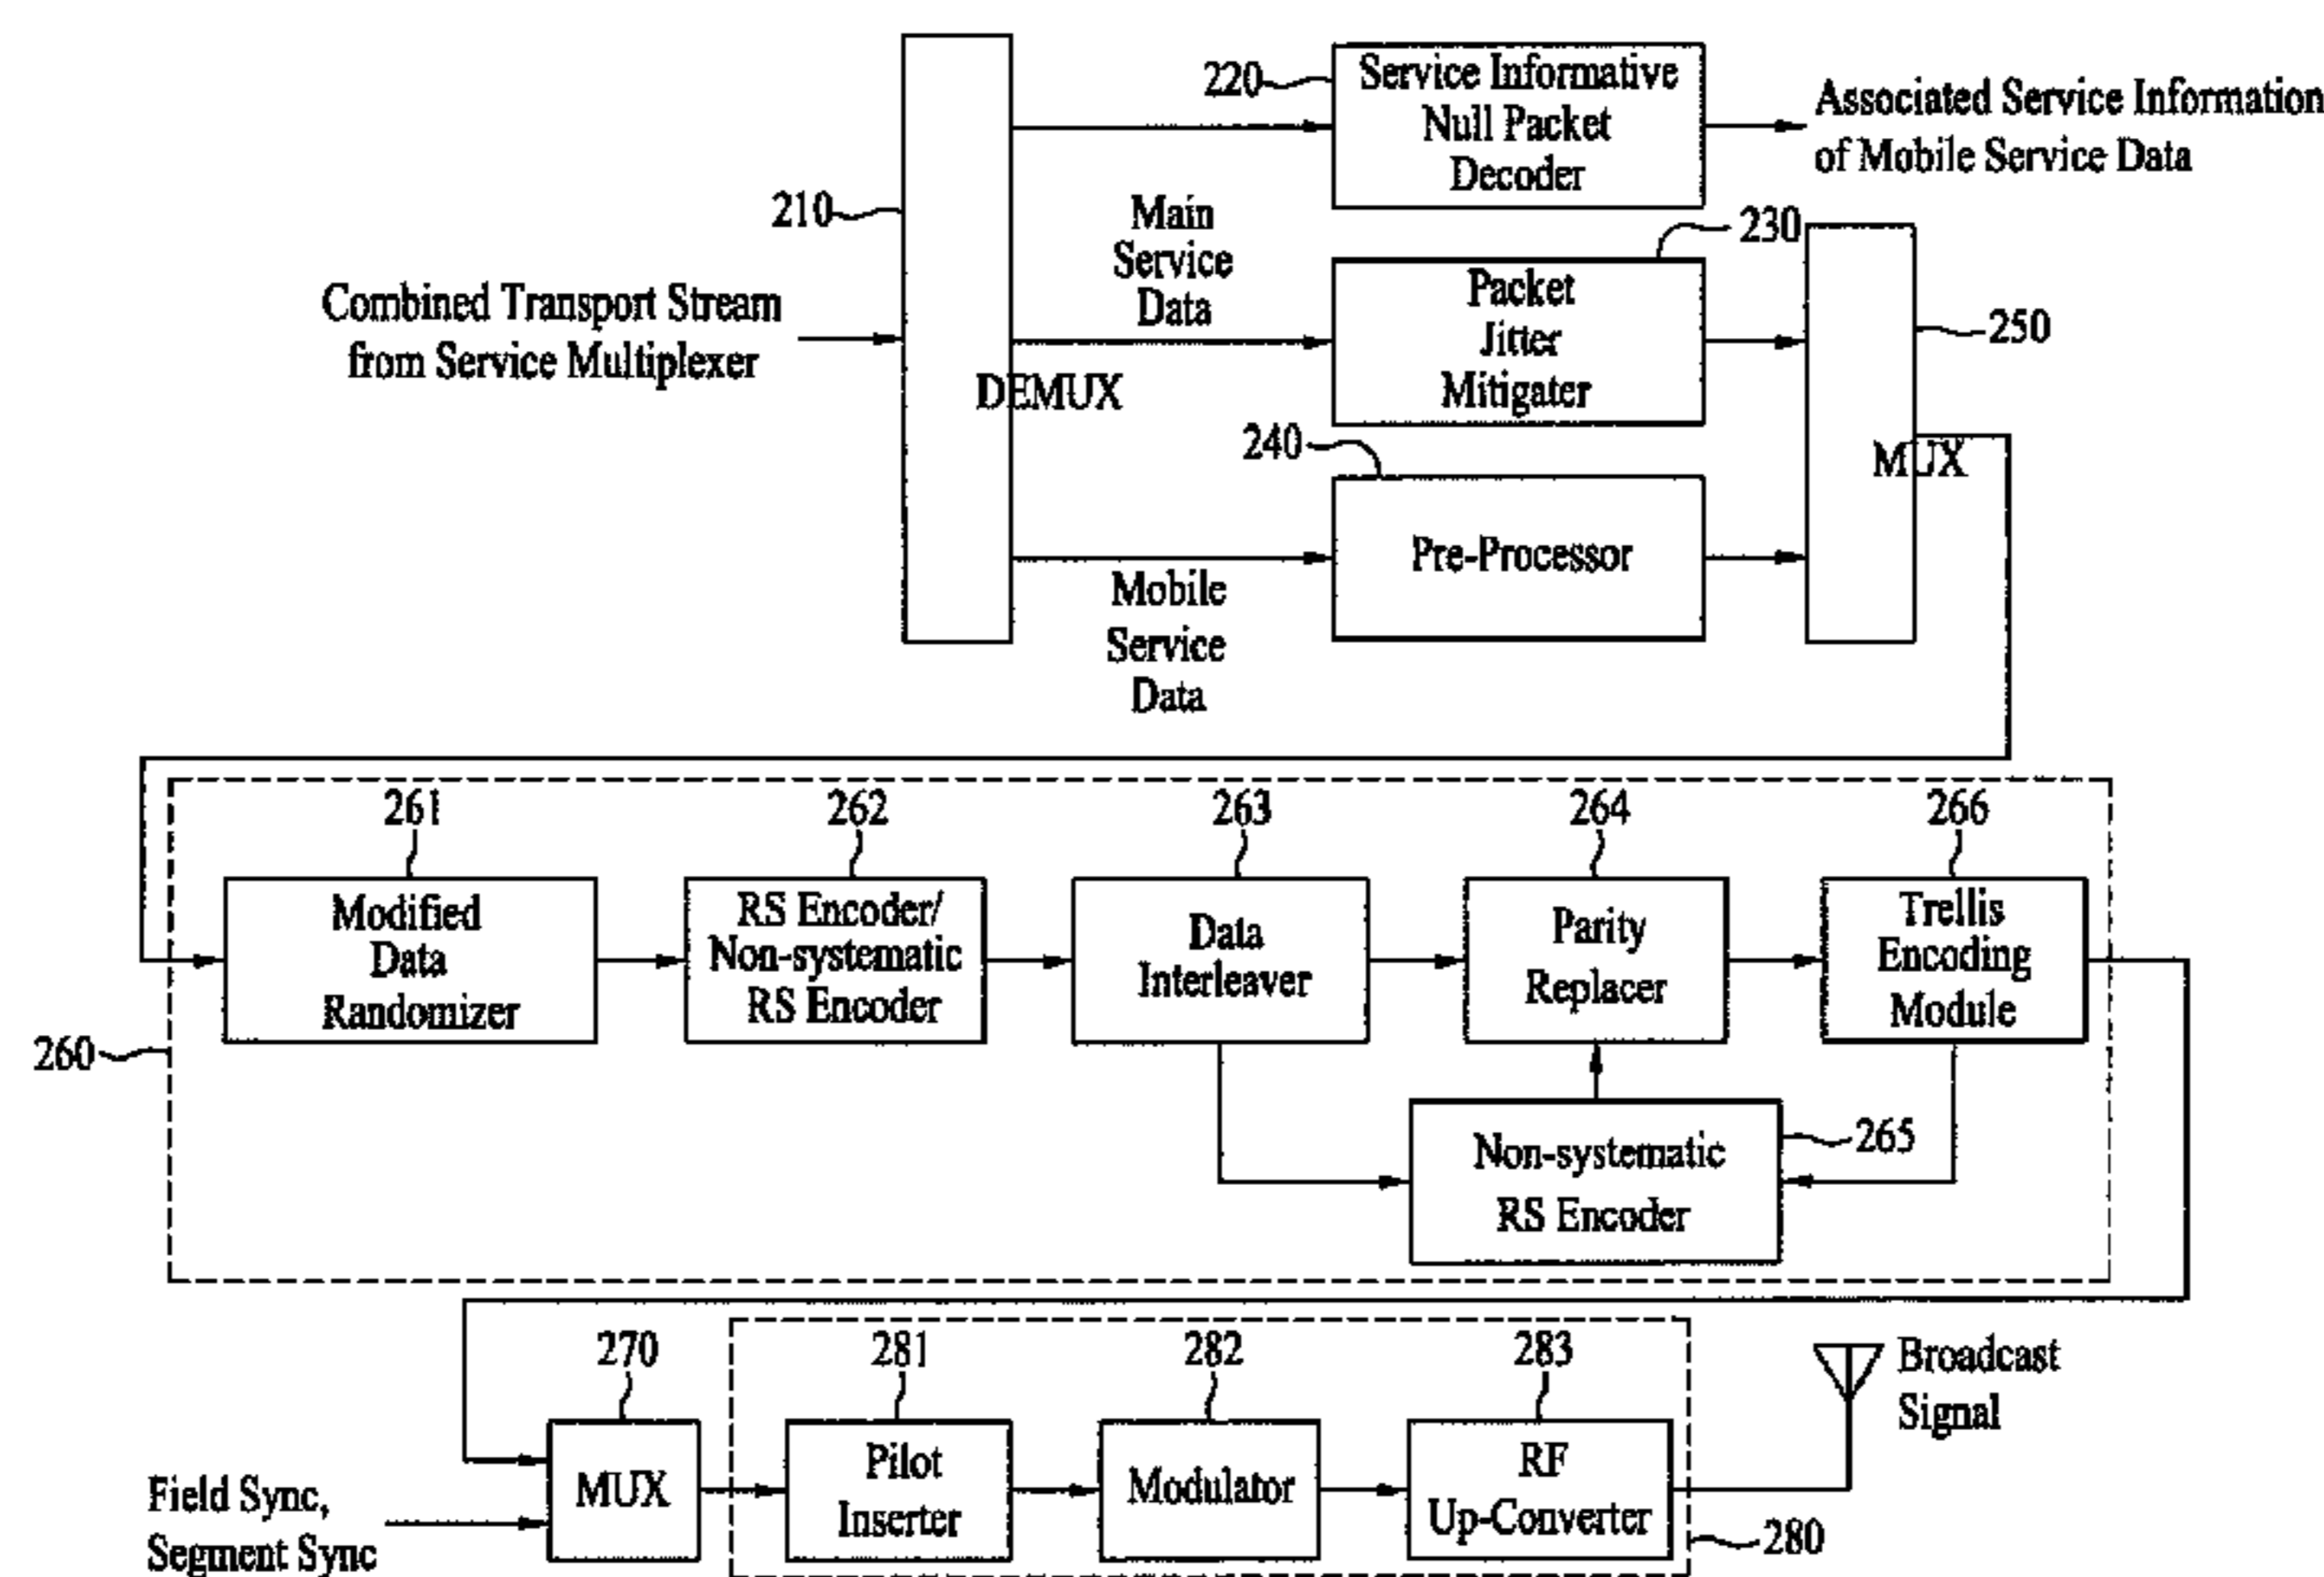 220
Service Informative
Null Packet
Decoder
Associated Service Information
of Mobile Service Data
210
Main
Service
Data
230
Combined Transport Stream
from Service Multiplexer
DEMUX
Packet
Jitter
Mitigater
250
240
MUX
Pre-Processor
Mobile
Service
Data
261
262
263
264
266
Modified
Data
Randomizer
RS Encoder/
Non-systematic
RS Encoder
Data
Interleaver
Parity
Replacer
Trellis
Encoding
Module
260
265
Non-systematic
RS Encoder
270
281
282
283
Broadcast
Signal
Field Sync,
Segment Sync
MUX
Pilot
Inserter
Modulator
RF
Up-Converter
280